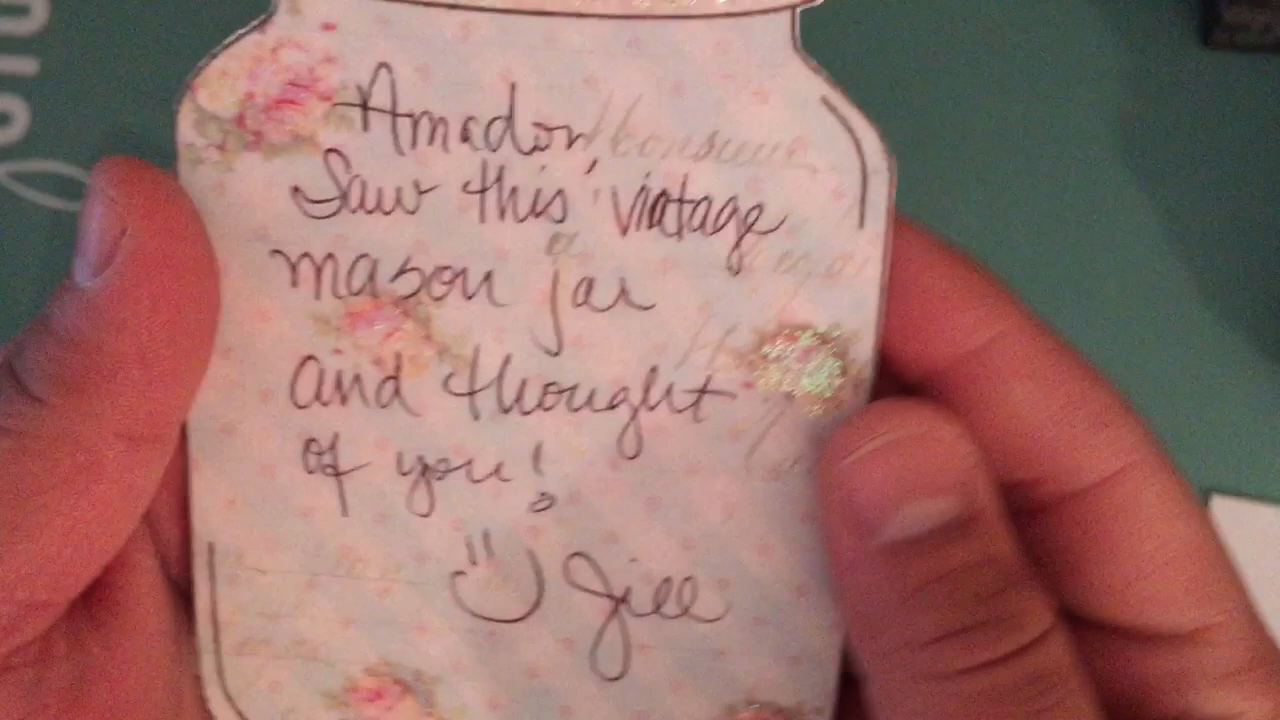 Amador,
Saw this vintage
mason jar
and thought
of you!
Jill